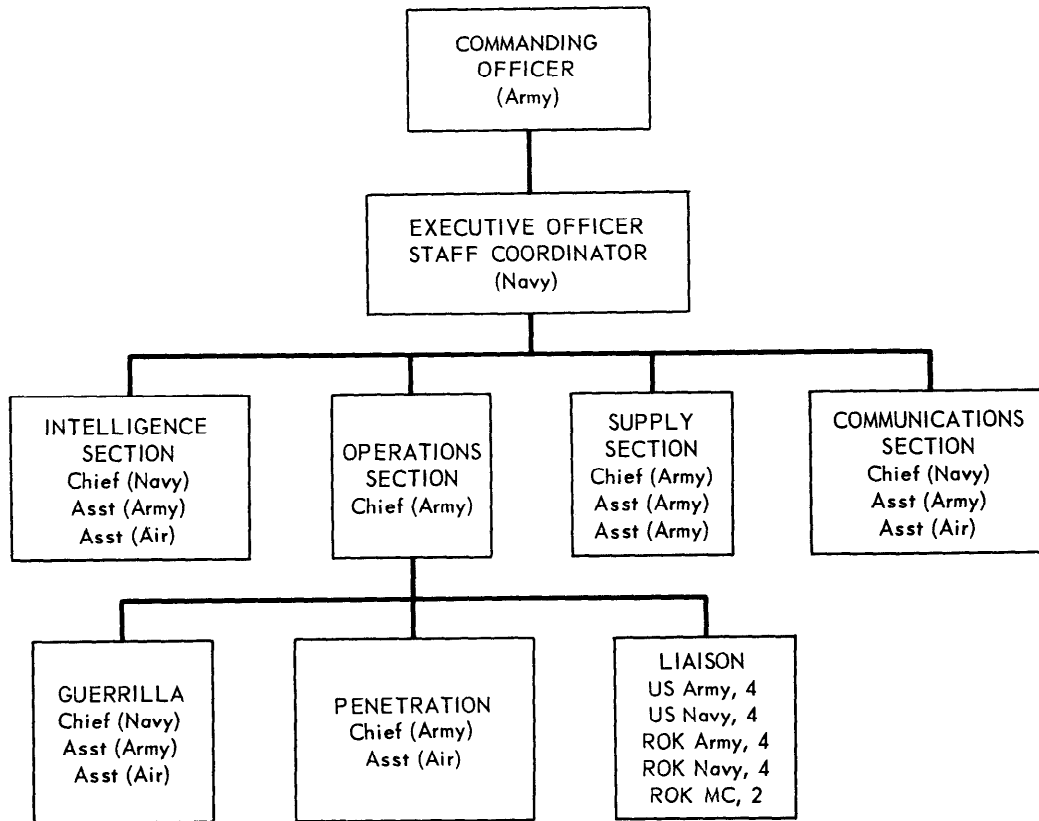 COMMANDING
OFFICER
(Army)
EXECUTIVE OFFICER
STAFF COORDINATOR
(Navy)
INTELLIGENCE
SECTION
Chief (Navy)
Asst (Army)
Asst (Air)
OPERATIONS
SECTION
Chief (Army)
SUPPLY
SECTION
Chief (Army)
Asst (Army)
Asst (Army)
COMMUNICATIONS
SECTION
Chief (Navy)
Asst (Army)
Asst (Air)
GUERRILLA
Chief (Navy)
Asst (Army)
Asst (Air)
PENETRATION
Chief (Army)
Asst (Air)
LIAISON
US Army, 4
US Navy, 4
ROK Army, 4
ROK Navy, 4
ROK MC, 2